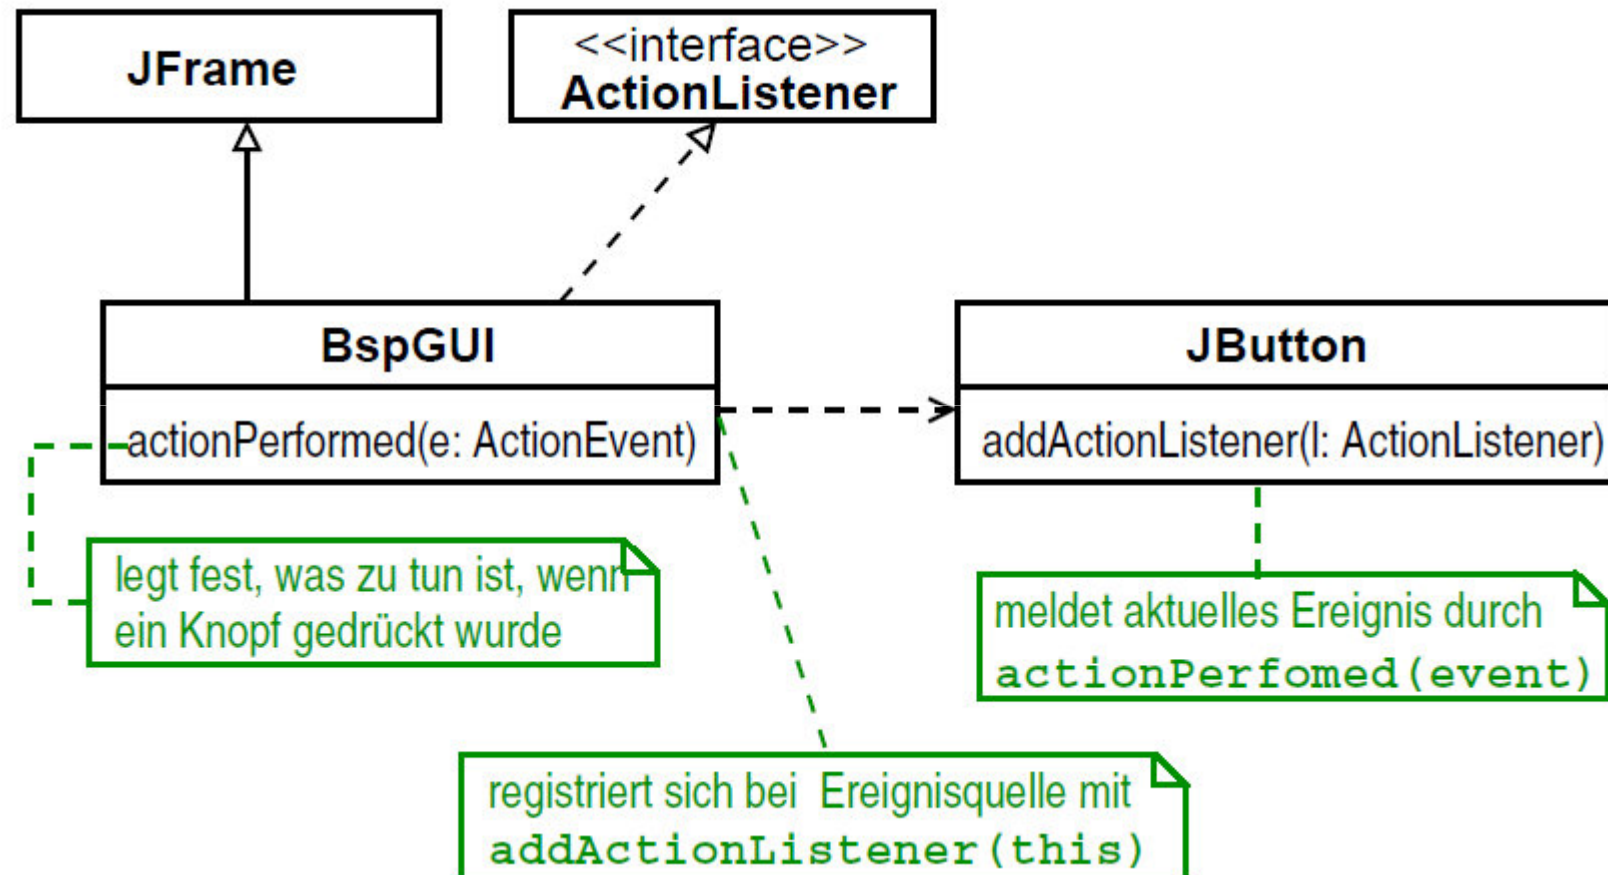 JFrame
<<interface>>
ActionListener
BspGUI
actionPerformed(e: ActionEvent)
JButton
addActionListener(l: ActionListener)
legt fest, was zu tun ist, wenn
ein Knopf gedrückt wurde
meldet aktuelles Ereignis durch
actionPerfomed(event)
registriert sich bei Ereignisquelle mit
addActionListener(this)